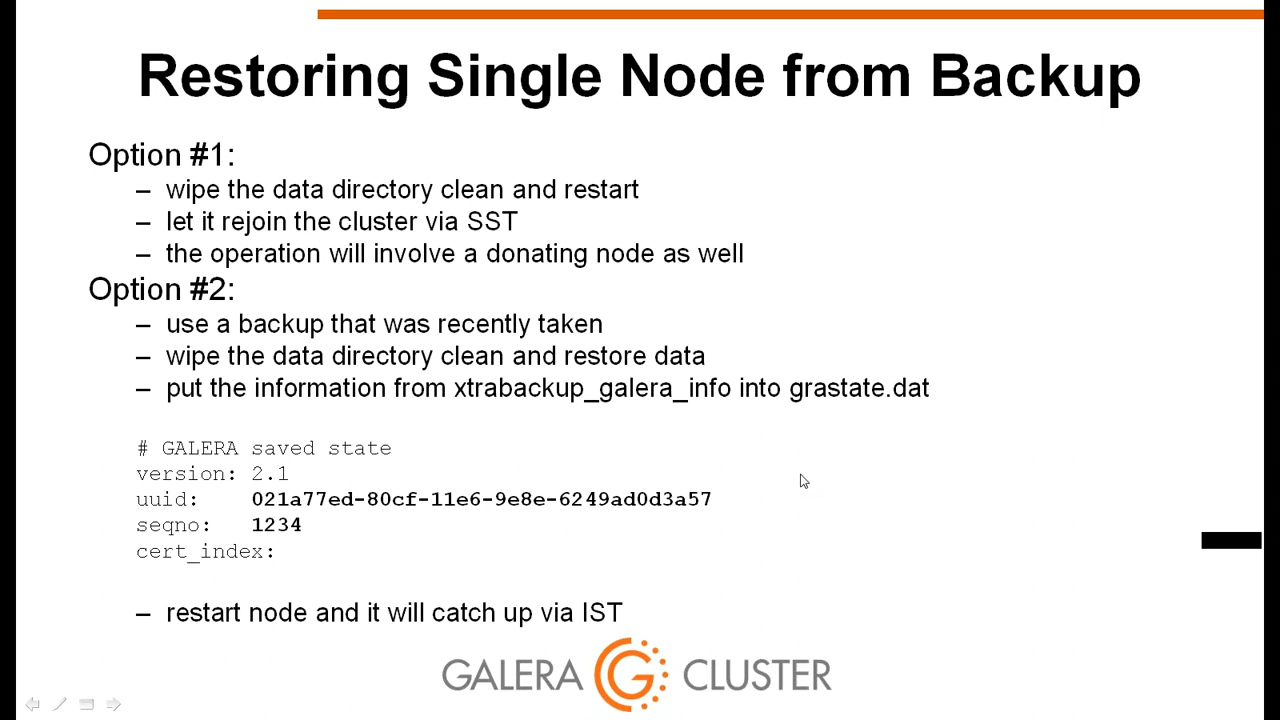 Restoring Single Node from Backup
Option #1:
– wipe the data directory clean and restart
– let it rejoin the cluster via SST
– the operation will involve a donating node as well
Option #2:
– use a backup that was recently taken
– wipe the data directory clean and restore data
– put the information from xtrabackup_galera_info into grastate.dat
# GALERA saved state
version: 2.1
uuid:    021a77ed-80cf-11e6-9e8e-6249ad0d3a57
seqno:   1234
cert_index:
– restart node and it will catch up via IST
GALERA CLUSTER